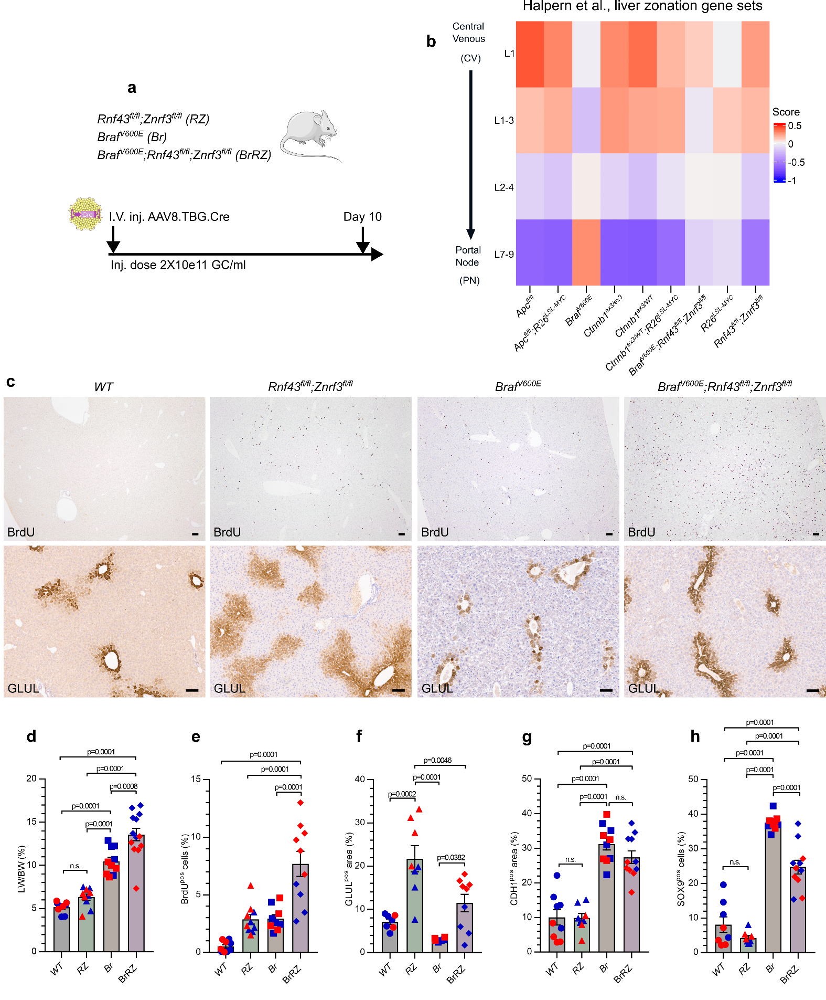 a
Rnf43fl/fl;Znrf3fl/fl (RZ)
BrafV600E (Br)
BrafV600E;Rnf43fl/fl;Znrf3fl/fl (BrRZ)
Cre
I.V. inj. AAV8.TBG.Cre
Day 10
Inj. dose 2X10e11 GC/ml
b
Halpern et al., liver zonation gene sets
Central
Venous
(CV)
Portal
Node
(PN)
L1
L1-3
L2-4
L7-9
Score
0.5
0
-0.5
-1
Apcfl/fl
Apcfl/fl;R26LSL-MYC
BrafV600E
Ctnnb1ex3/ex3
Ctnnb1ex3/WT
Ctnnb1ex3/WT;R26LSL-MYC
BrafV600E;Rnf43fl/fl;Znrf3fl/fl
R26LSL-MYC
Rnf43fl/fl;Znrf3fl/fl
c
WT
Rnf43fl/fl;Znrf3fl/fl
BrafV600E
BrafV600E;Rnf43fl/fl;Znrf3fl/fl
BrdU
BrdU
BrdU
BrdU
GLUL
GLUL
GLUL
GLUL
d
p=0.0001
p=0.0001
p=0.0008
p=0.0001
p=0.0001
n.s.
LW/BW (%)
20
15
10
5
0
WT
RZ
Br
BrRZ
e
p=0.0001
p=0.0001
p=0.0001
BrdUpos cells (%)
15
10
5
0
WT
RZ
Br
BrRZ
f
p=0.0046
p=0.0001
p=0.0002
p=0.0382
GLULpos area (%)
40
30
20
10
0
WT
RZ
Br
BrRZ
g
p=0.0001
p=0.0001
p=0.0001
p=0.0001
n.s.
n.s.
CDH1pos area (%)
50
40
30
20
10
0
WT
RZ
Br
BrRZ
h
p=0.0001
p=0.0001
p=0.0001
p=0.0001
p=0.0001
n.s.
SOX9pos cells (%)
50
40
30
20
10
0
WT
RZ
Br
BrRZ